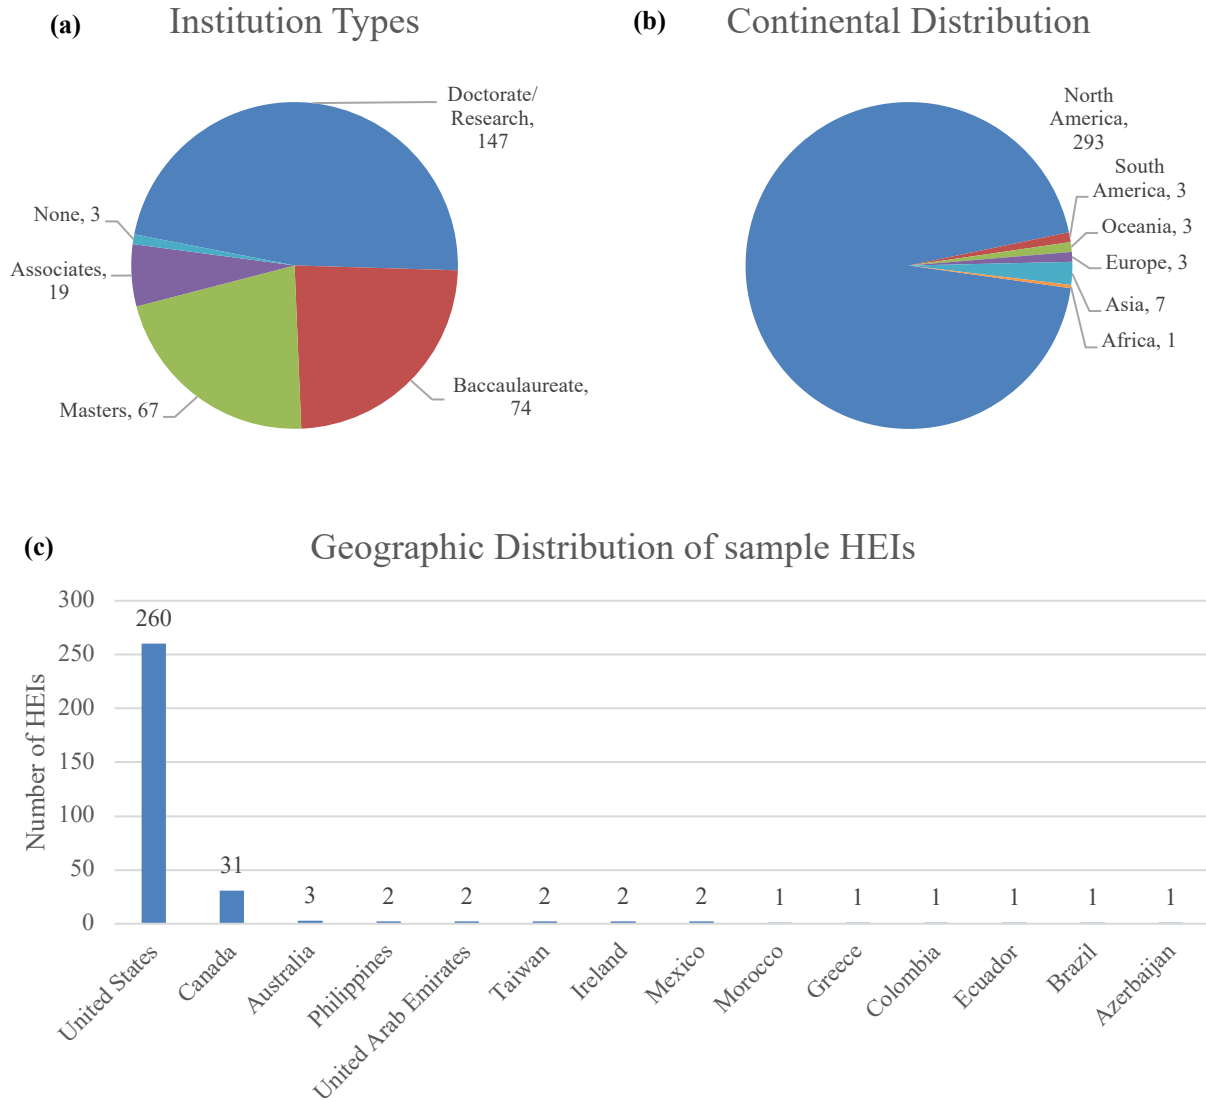 (a)
Institution Types
Doctorate/
Research,
147
None, 3
Associates,
19
Masters, 67
Baccaulaureate,
74
(b)
Continental Distribution
North
America,
293
South
America, 3
Oceania, 3
Europe, 3
Asia, 7
Africa, 1
(c)
Geographic Distribution of sample HEIs
Number of HEIs
300
250
200
150
100
50
0
260
31
3
2
2
2
2
2
1
1
1
1
1
1
United States
Canada
Australia
Philippines
United Arab Emirates
Taiwan
Ireland
Mexico
Morocco
Greece
Colombia
Ecuador
Brazil
Azerbaijan